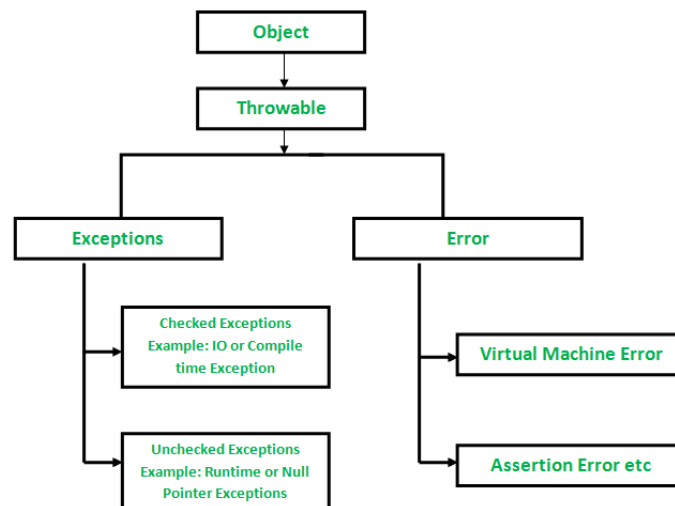 Object
Throwable
Exceptions
Error
Checked Exceptions
Example: IO or Compile
time Exception
Virtual Machine Error
Unchecked Exceptions
Example: Runtime or Null
Pointer Exceptions
Assertion Error etc